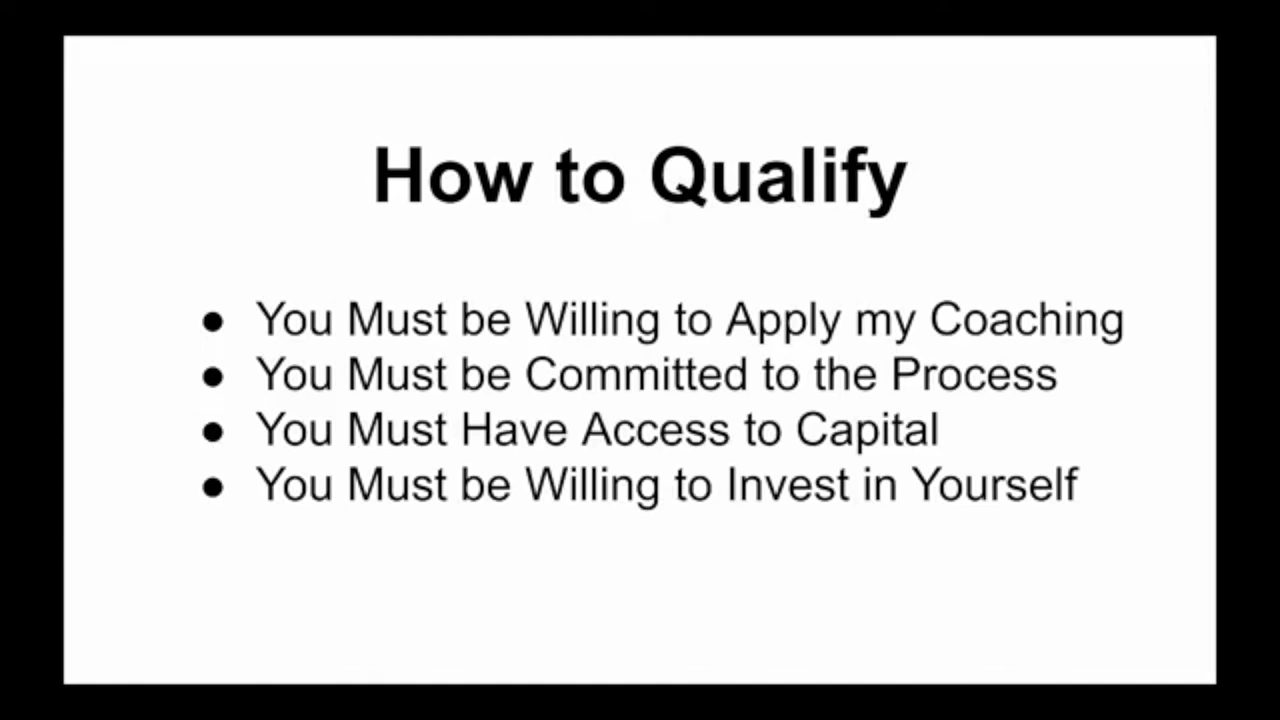 How to Qualify
● You Must be Willing to Apply my Coaching
● You Must be Committed to the Process
● You Must Have Access to Capital
● You Must be Willing to Invest in Yourself